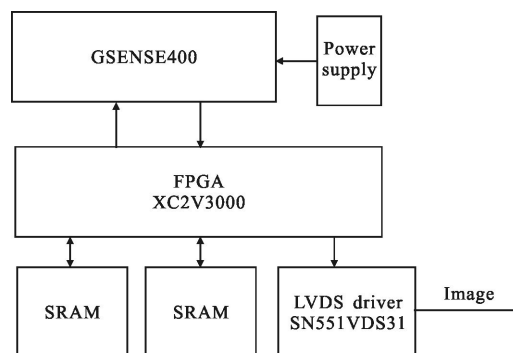 GSENSE400
Power
supply
FPGA
XC2V3000
SRAM
SRAM
LVDS driver
SN551VDS31
Image